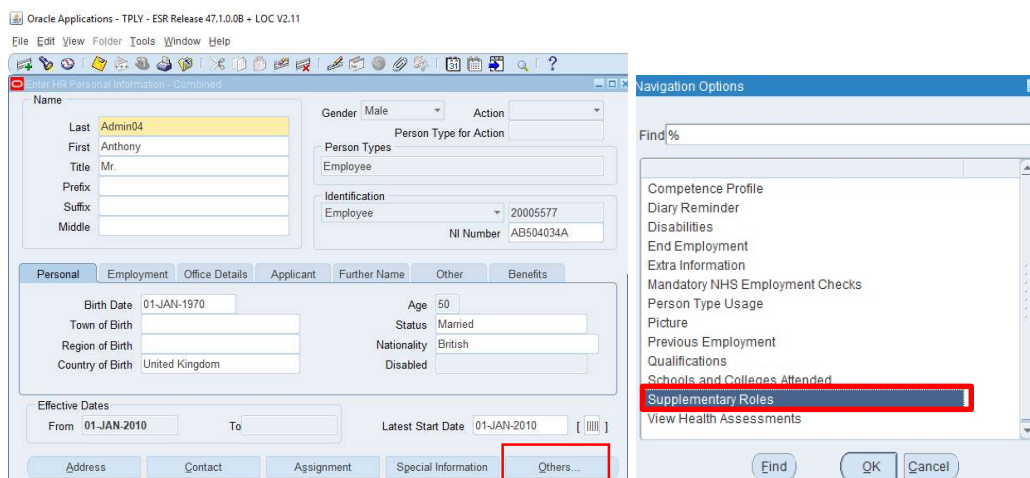 Oracle Applications - TPLY - ESR Release 47.1.0.0B + LOC V2.11
File Edit View Folder Tools Window Help
Enter HR Personal Information - Combined
Name
Last Admin04
First Anthony
Title Mr.
Prefix
Suffix
Middle
Gender Male Action
Person Type for Action
Person Types
Employee
Identification
Employee 20005577
NI Number AB504034A
Personal Employment Office Details Applicant Further Name Other Benefits
Birth Date 01-JAN-1970 Age 50
Town of Birth Status Married
Region of Birth Nationality British
Country of Birth United Kingdom Disabled
Effective Dates
From 01-JAN-2010 To Latest Start Date 01-JAN-2010 [ ]
Address Contact Assignment Special Information Others...
Navigation Options
Find %
Competence Profile
Diary Reminder
Disabilities
End Employment
Extra Information
Mandatory NHS Employment Checks
Person Type Usage
Picture
Previous Employment
Qualifications
Schools and Colleges Attended
Supplementary Roles
View Health Assessments
Find OK Cancel